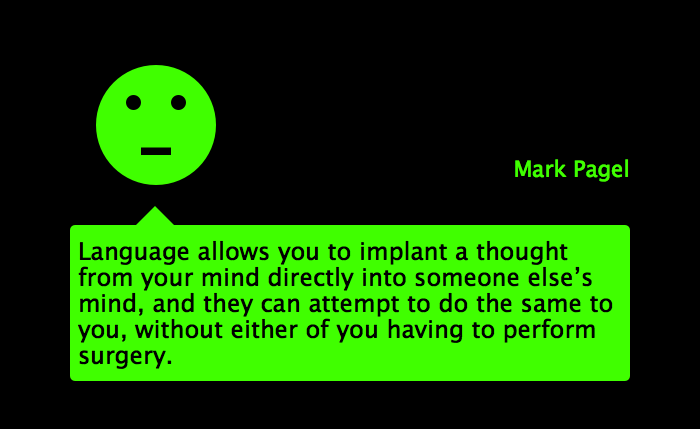 Mark Pagel
Language allows you to implant a thought
from your mind directly into someone else’s
mind, and they can attempt to do the same to
you, without either of you having to perform
surgery.